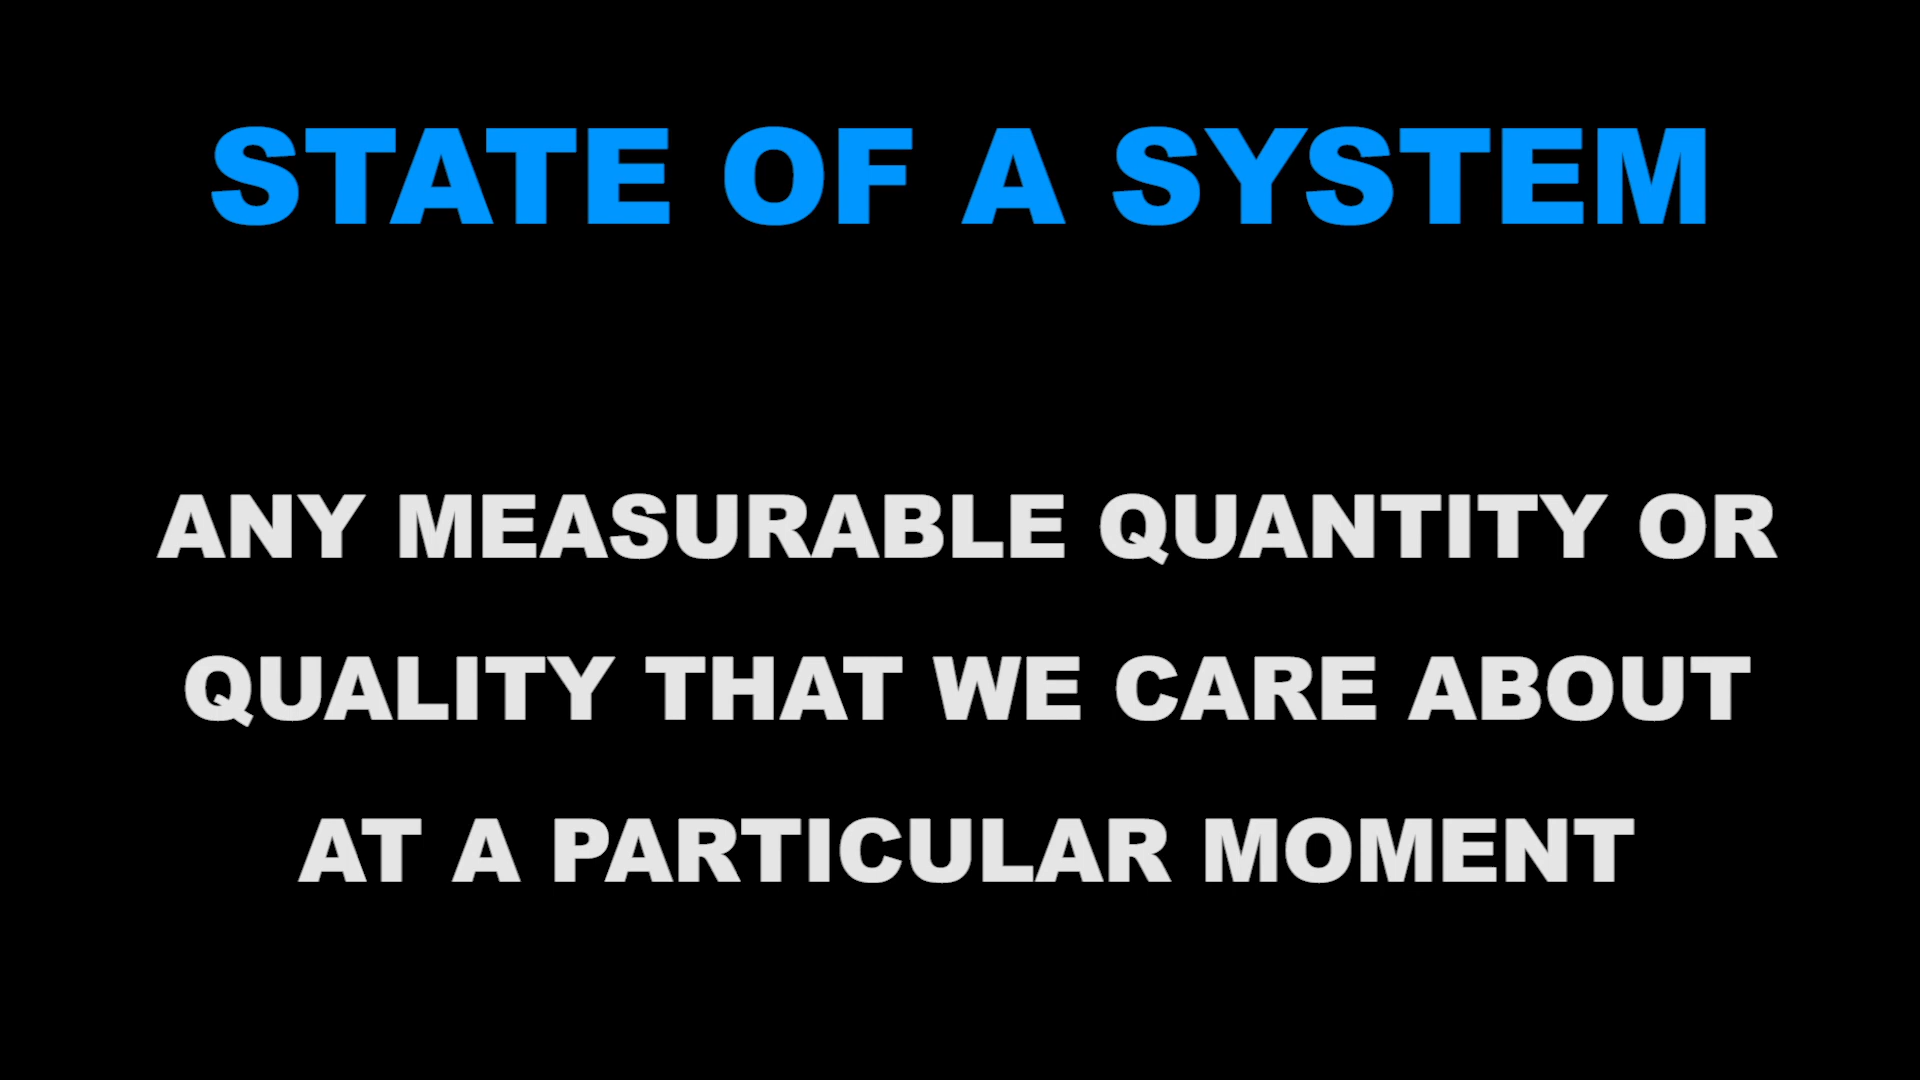 STATE OF A SYSTEM
ANY MEASURABLE QUANTITY OR
QUALITY THAT WE CARE ABOUT
AT A PARTICULAR MOMENT